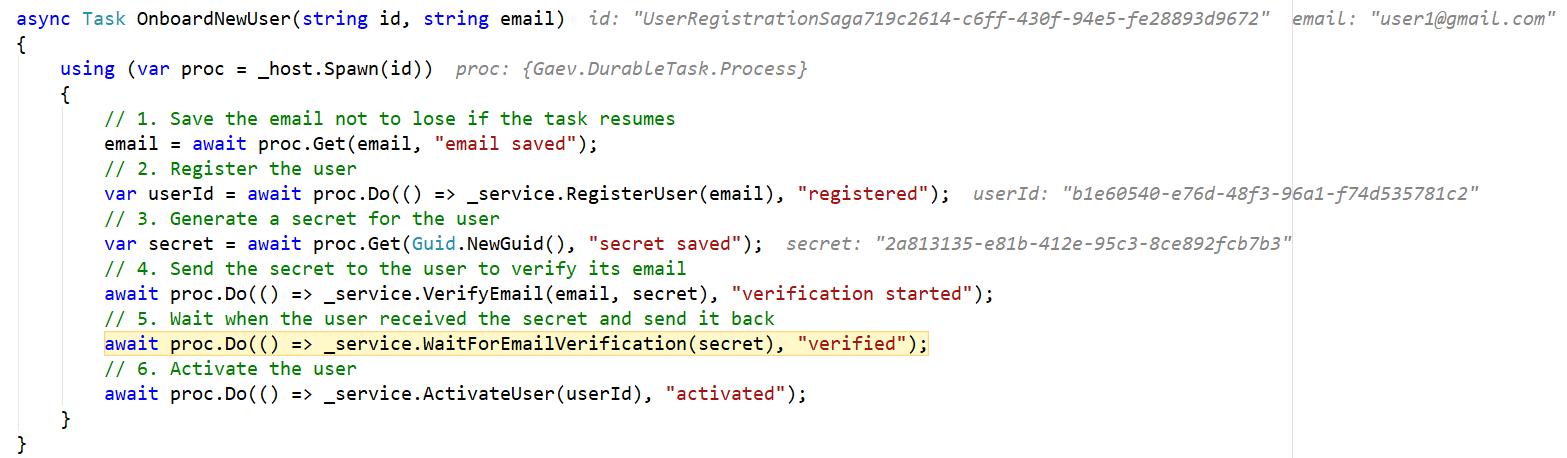 async Task OnboardNewUser(string id, string email)  id: "UserRegistrationSaga719c2614-c6ff-430f-94e5-fe28893d9672"  email: "user1@gmail.com"
{
    using (var proc = _host.Spawn(id))  proc: {Gaev.DurableTask.Process}
    {
        // 1. Save the email not to lose if the task resumes
        email = await proc.Get(email, "email saved");
        // 2. Register the user
        var userId = await proc.Do(() => _service.RegisterUser(email), "registered");  userId: "b1e60540-e76d-48f3-96a1-f74d535781c2"
        // 3. Generate a secret for the user
        var secret = await proc.Get(Guid.NewGuid(), "secret saved");  secret: "2a813135-e81b-412e-95c3-8ce892fcb7b3"
        // 4. Send the secret to the user to verify its email
        await proc.Do(() => _service.VerifyEmail(email, secret), "verification started");
        // 5. Wait when the user received the secret and send it back
        await proc.Do(() => _service.WaitForEmailVerification(secret), "verified");
        // 6. Activate the user
        await proc.Do(() => _service.ActivateUser(userId), "activated");
    }
}